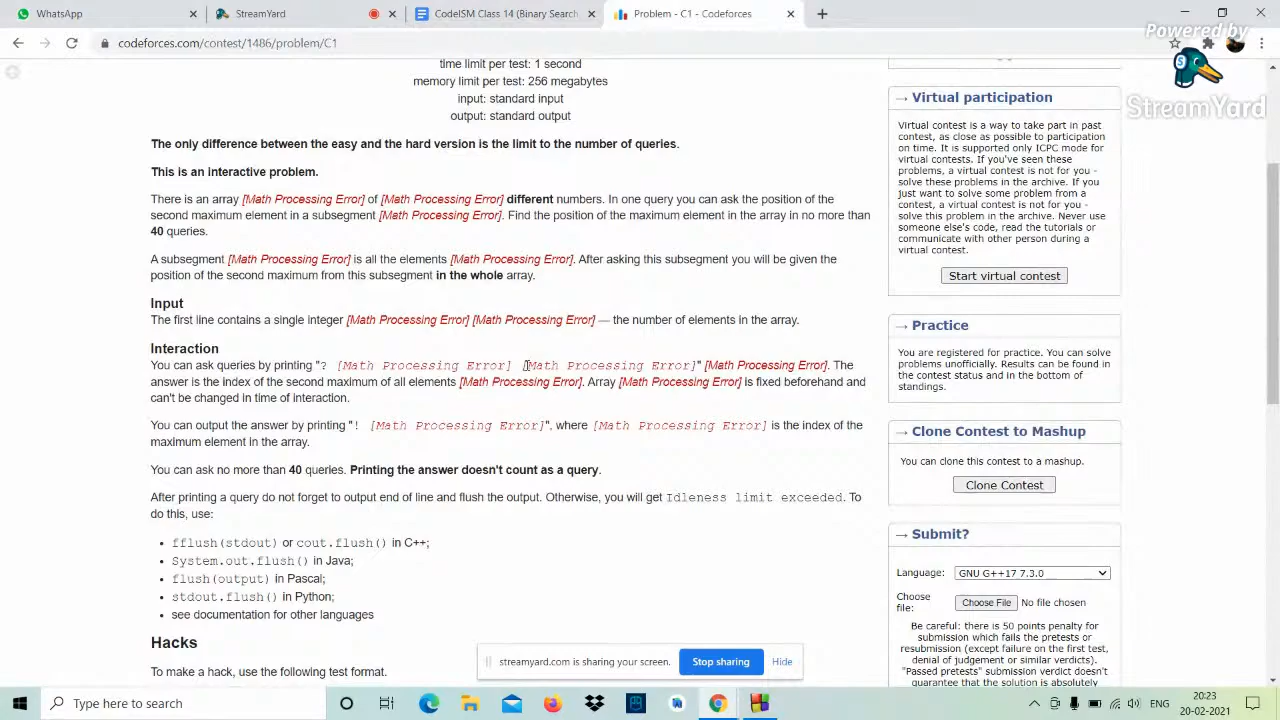 WhatsApp
StreamYard
CodeISM Class 14 (Binary Search
Problem - C1 - Codeforces
codeforces.com/contest/1486/problem/C1
Powered by
StreamYard
time limit per test: 1 second
memory limit per test: 256 megabytes
input: standard input
output: standard output
The only difference between the easy and the hard version is the limit to the number of queries.
This is an interactive problem.
There is an array [Math Processing Error] of [Math Processing Error] different numbers. In one query you can ask the position of the
second maximum element in a subsegment [Math Processing Error]. Find the position of the maximum element in the array in no more than
40 queries.
A subsegment [Math Processing Error] is all the elements [Math Processing Error]. After asking this subsegment you will be given the
position of the second maximum from this subsegment in the whole array.
Input
The first line contains a single integer [Math Processing Error] [Math Processing Error] — the number of elements in the array.
Interaction
You can ask queries by printing "? [Math Processing Error] [Math Processing Error]" [Math Processing Error]. The
answer is the index of the second maximum of all elements [Math Processing Error]. Array [Math Processing Error] is fixed beforehand and
can't be changed in time of interaction.
You can output the answer by printing "! [Math Processing Error]", where [Math Processing Error] is the index of the
maximum element in the array.
You can ask no more than 40 queries. Printing the answer doesn't count as a query.
After printing a query do not forget to output end of line and flush the output. Otherwise, you will get Idleness limit exceeded. To
do this, use:
• fflush(stdout) or cout.flush() in C++;
• System.out.flush() in Java;
• flush(output) in Pascal;
• stdout.flush() in Python;
• see documentation for other languages
Hacks
To make a hack, use the following test format.
→ Virtual participation
Virtual contest is a way to take part in past
contest, as close as possible to participation
on time. It is supported only ICPC mode for
virtual contests. If you've seen these
problems, a virtual contest is not for you -
solve these problems in the archive. If you
just want to solve some problem from a
contest, a virtual contest is not for you -
solve this problem in the archive. Never use
someone else's code, read the tutorials or
communicate with other person during a
virtual contest.
Start virtual contest
→ Practice
You are registered for practice. You can solve
problems unofficially. Results can be found in
the contest status and in the bottom of
standings.
→ Clone Contest to Mashup
You can clone this contest to a mashup.
Clone Contest
→ Submit?
Language: GNU G++17 7.3.0
Choose
file: Choose File No file chosen
Be careful: there is 50 points penalty for
submission which fails the pretests or
resubmission (except failure on the first test,
denial of judgement or similar verdicts).
"Passed pretests" submission verdict doesn't
guarantee that the solution is absolutely
streamyard.com is sharing your screen. Stop sharing Hide
Type here to search
ENG
20:23
20-02-2021